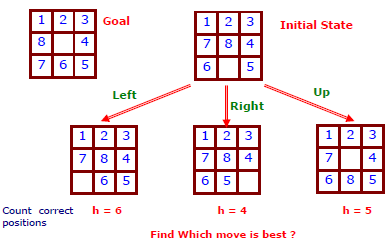 1 2 3
8 4
7 6 5
Goal
1 2 3
7 8 4
6 5
Initial State
Left
Right
Up
1 2 3
7 8 4
6 5
1 2 3
7 8 4
6 5
1 2 3
7 4
6 8 5
Count correct
positions
h = 6
h = 4
h = 5
Find Which move is best ?